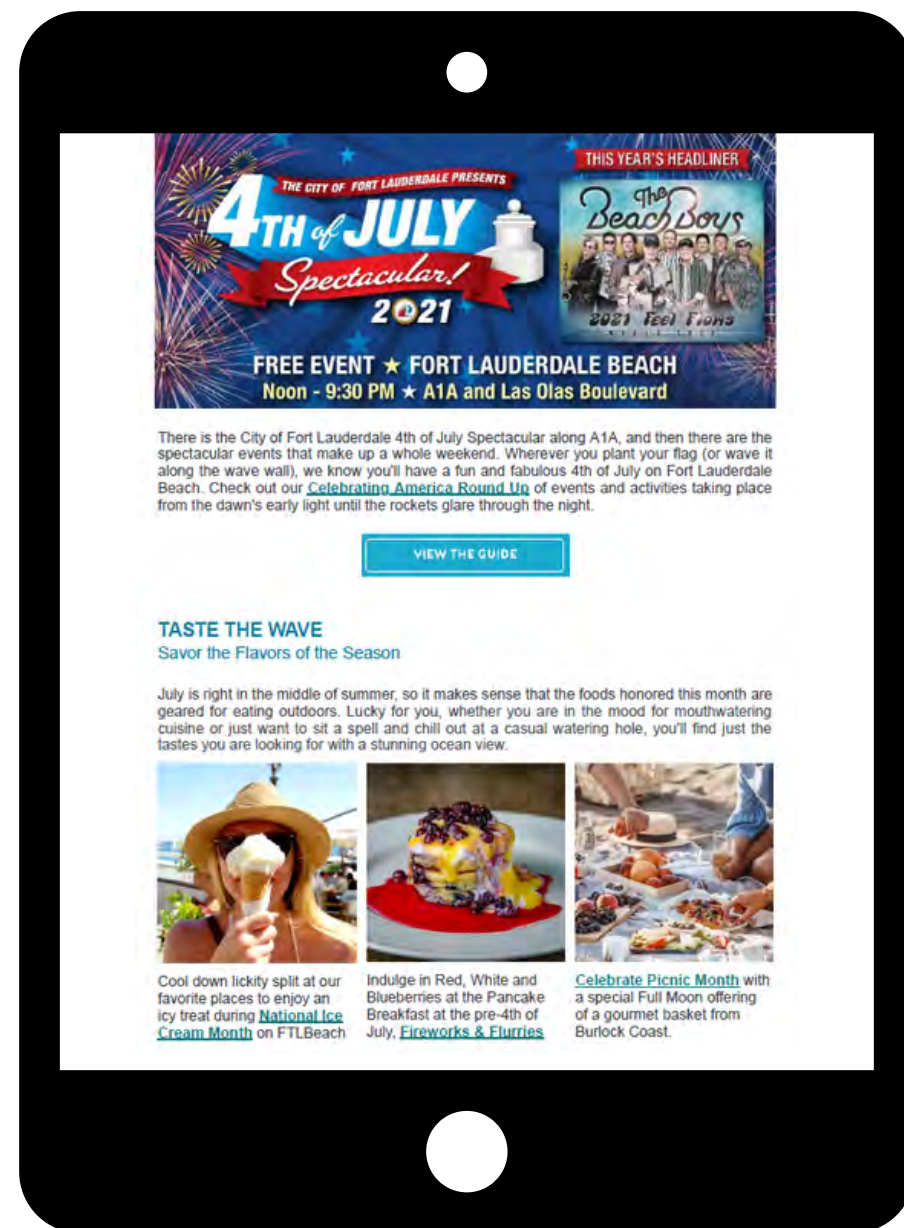 THE CITY OF FORT LAUDERDALE PRESENTS
4TH of JULY
Spectacular!
2021
THIS YEAR'S HEADLINER
The
Beach Boys
2021 Feel Flows
FREE EVENT ★ FORT LAUDERDALE BEACH
Noon - 9:30 PM ★ A1A and Las Olas Boulevard
There is the City of Fort Lauderdale 4th of July Spectacular along A1A, and then there are the
spectacular events that make up a whole weekend. Wherever you plant your flag (or wave it
along the wave wall), we know you'll have a fun and fabulous 4th of July on Fort Lauderdale
Beach. Check out our Celebrating America Round Up of events and activities taking place
from the dawn's early light until the rockets glare through the night.
VIEW THE GUIDE
TASTE THE WAVE
Savor the Flavors of the Season
July is right in the middle of summer, so it makes sense that the foods honored this month are
geared for eating outdoors. Lucky for you, whether you are in the mood for mouthwatering
cuisine or just want to sit a spell and chill out at a casual watering hole, you'll find just the
tastes you are looking for with a stunning ocean view.
Cool down lickity split at our
favorite places to enjoy an
icy treat during National Ice
Cream Month on FTLBeach
Indulge in Red, White and
Blueberries at the Pancake
Breakfast at the pre-4th of
July, Fireworks & Flurries
Celebrate Picnic Month with
a special Full Moon offering
of a gourmet basket from
Burlock Coast.